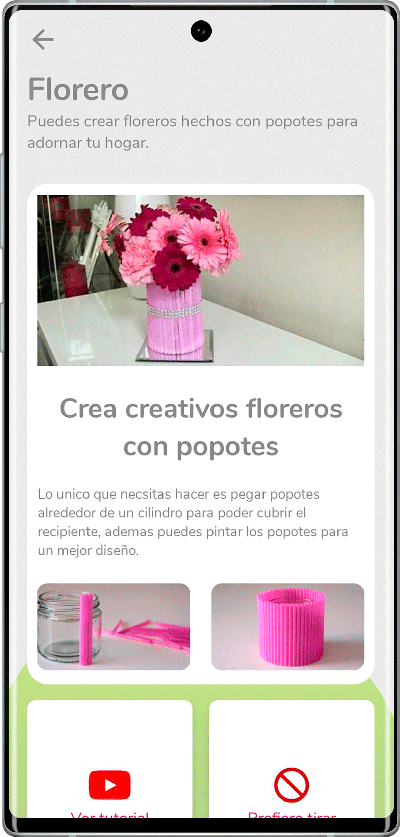 Florero
Puedes crear floreros hechos con popotes para
adornar tu hogar.
Crea creativos floreros
con popotes
Lo unico que necsitas hacer es pegar popotes
alrededor de un cilindro para poder cubrir el
recipiente, ademas puedes pintar los popotes para
un mejor diseño.
Ver tutorial
Prefiero tirar